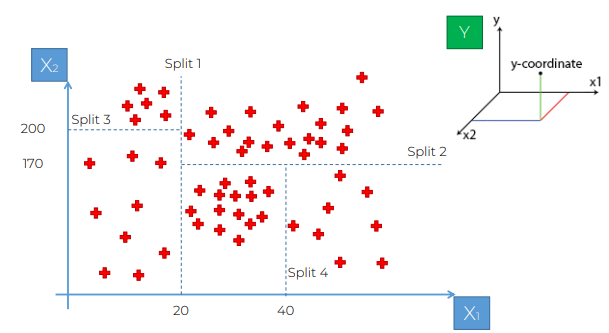 Y
y
y-coordinate
x1
x2
X2
Split 1
Split 3
200
Split 2
170
Split 4
20
40
X1